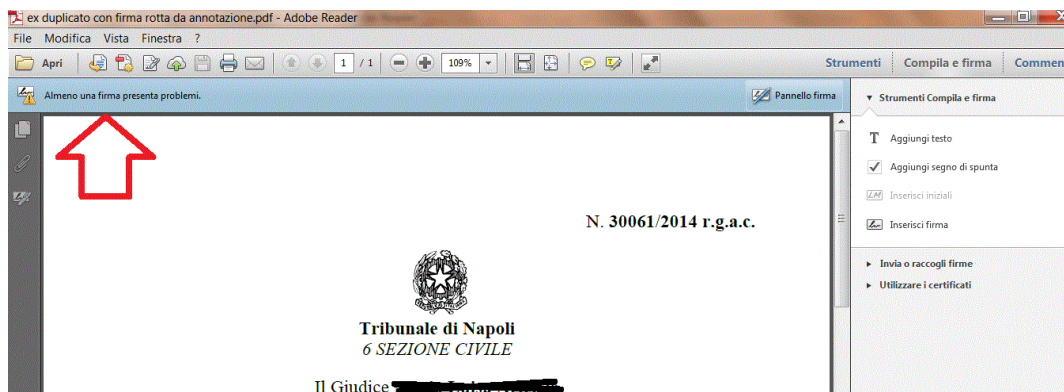 ex duplicato con firma rotta da annotazione.pdf - Adobe Reader
File Modifica Vista Finestra ?
Apri 1 / 1 109% Strumenti Compila e firma Commen
Almeno una firma presenta problemi. Pannello firma
Strumenti Compila e firma
T Aggiungi testo
Aggiungi segno di spunta
Inserisci iniziali
Inserisci firma
Invia o raccogli firme
Utilizzare i certificati
N. 30061/2014 r.g.a.c.
Tribunale di Napoli
6 SEZIONE CIVILE
Il Giudice